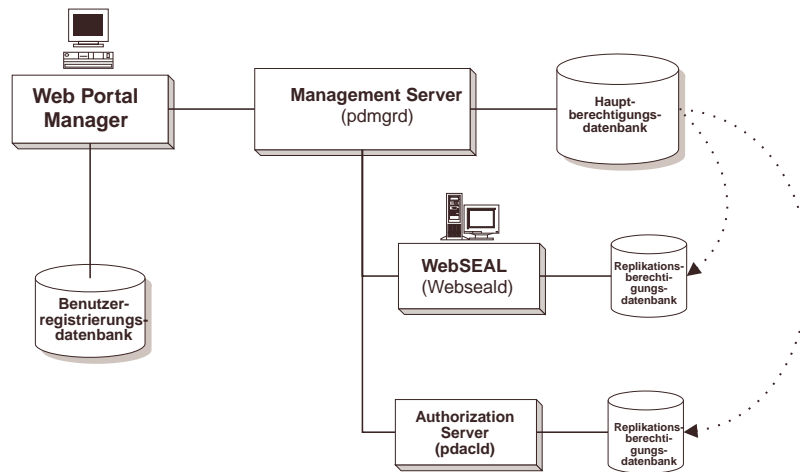 Web Portal
Manager
Management Server
(pdmgrd)
Haupt-
berechtigungs-
datenbank
WebSEAL
(Webseald)
Replikations-
berechti-
gungs-
datenbank
Benutzer-
registrierungs-
datenbank
Authorization
Server
(pdacld)
Replikations-
berechti-
gungs-
datenbank